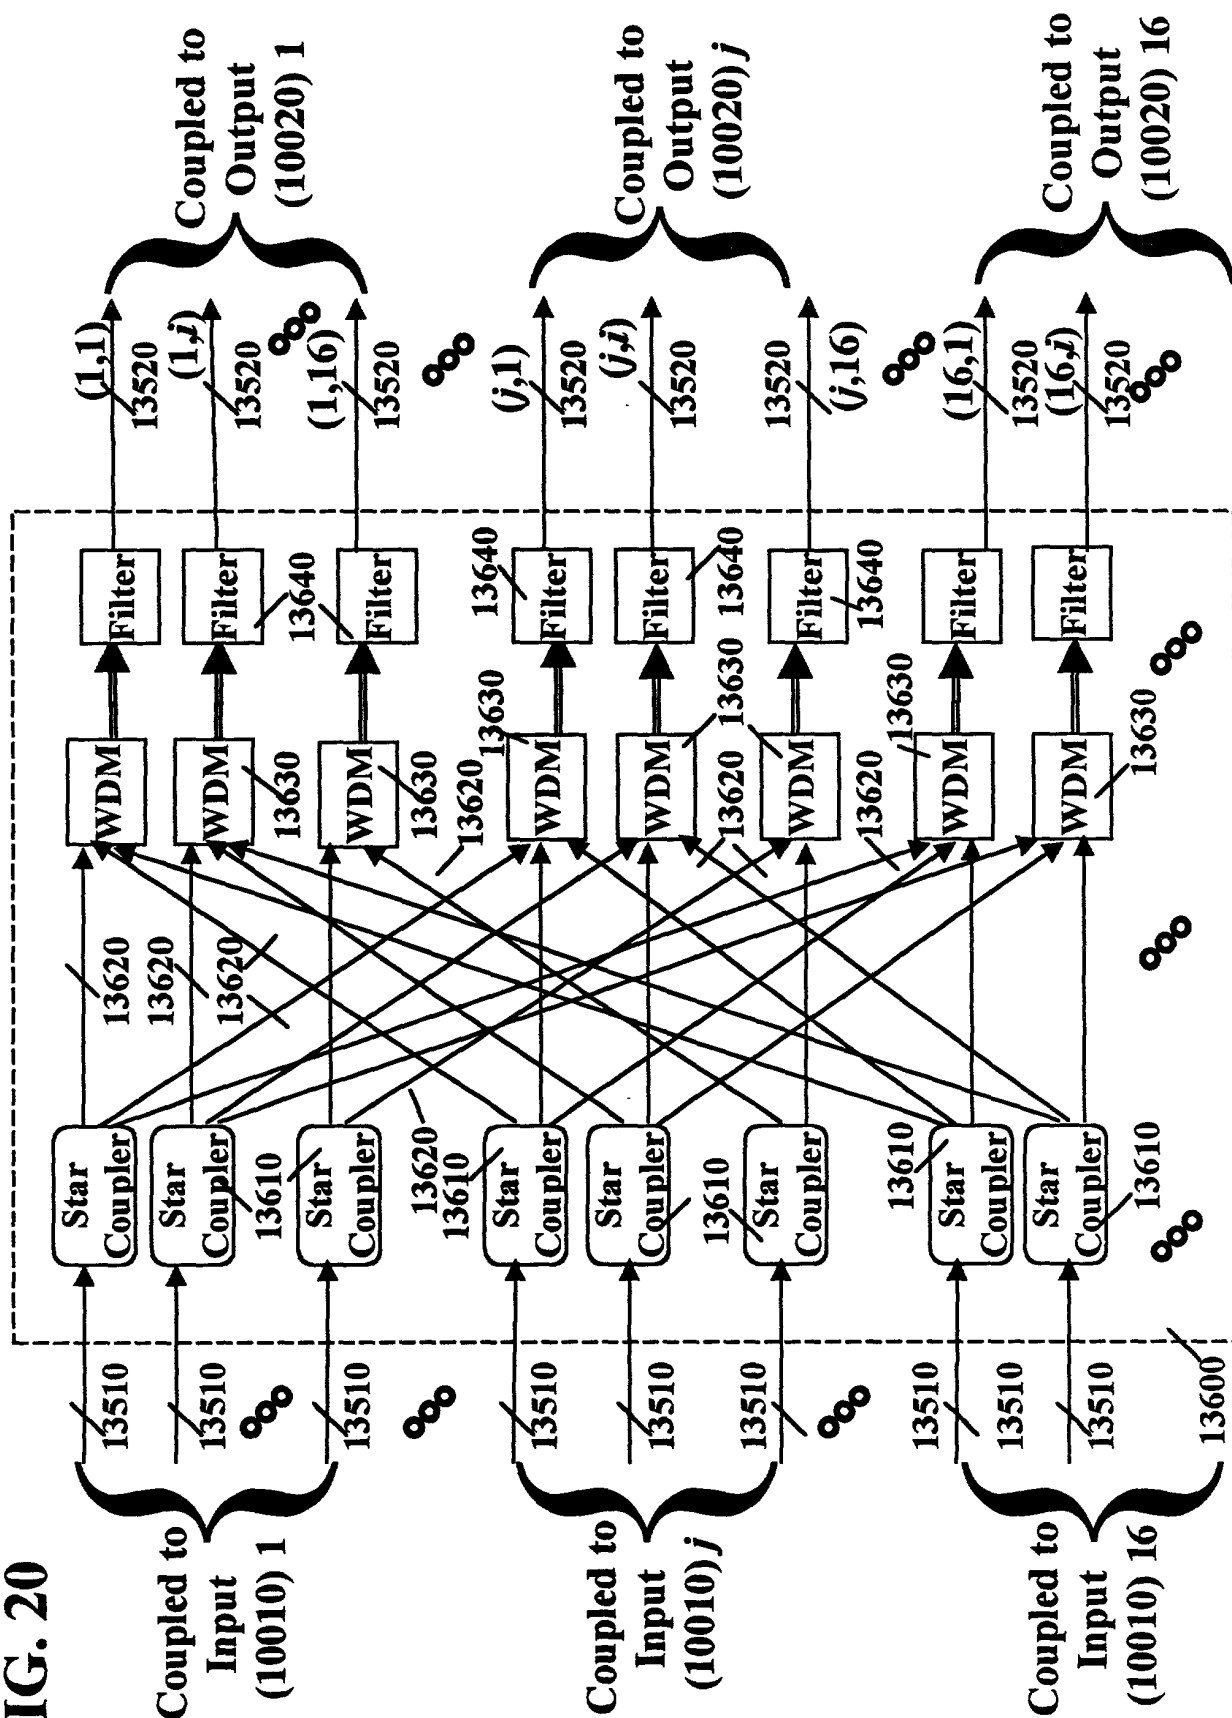 IG. 20
Coupled to
Input
(10010) 1
Coupled to
Input
(10010) j
Coupled to
Input
(10010) 16
13510
13510
13510
13510
13510
13510
13510
13510
13510
13600
Star
Coupler
Star
Coupler
13610
Star
Coupler
13620
13610
Star
Coupler
Star
Coupler
13610
13610
Star
Coupler
13610
Star
Coupler
Star
Coupler
13610
13620
13620
13620
13620
13620
13620
WDM
WDM
13630
WDM
13630
13630
WDM
WDM
13630
WDM
13630
WDM
WDM
13630
Filter
Filter
13640
Filter
13640
Filter
Filter
13640
Filter
13640
Filter
Filter
(1,1)
13520
(1,i)
13520
(1,16)
13520
(j,1)
13520
(j,i)
13520
13520
(j,16)
(16,1)
13520
(16,i)
13520
Coupled to
Output
(10020) 1
Coupled to
Output
(10020) j
Coupled to
Output
(10020) 16